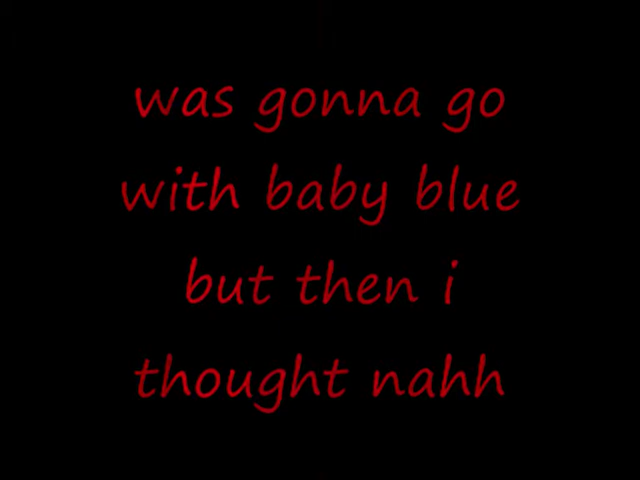 was gonna go
with baby blue
but then i
thought nahh